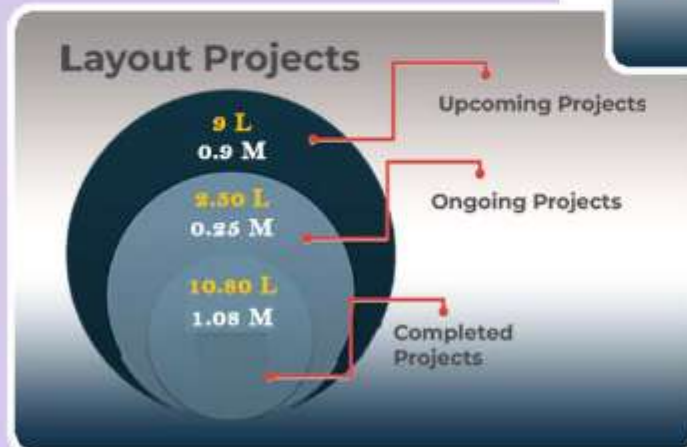 Layout Projects
9 L
0.9 M
Upcoming Projects
2.50 L
0.25 M
Ongoing Projects
10.80 L
1.08 M
Completed
Projects